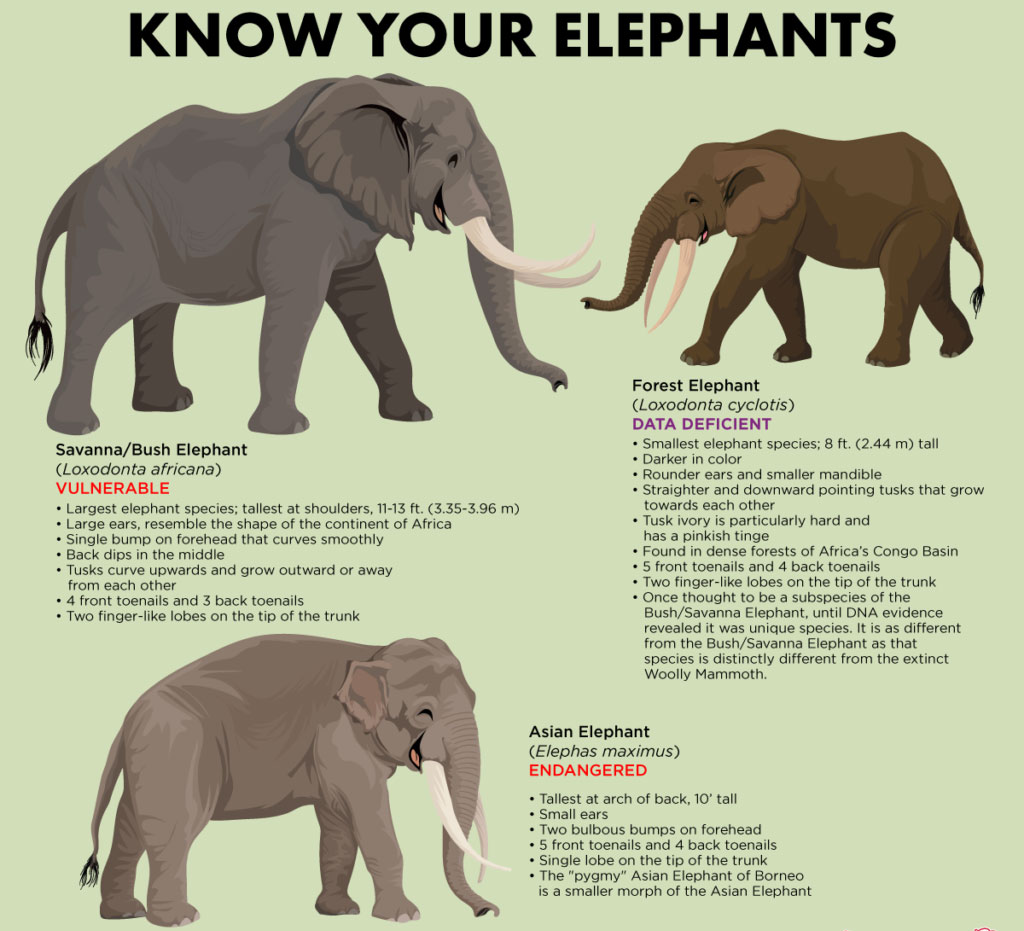 KNOW YOUR ELEPHANTS
Savanna/Bush Elephant
(Loxodonta africana)
VULNERABLE
• Largest elephant species; tallest at shoulders, 11-13 ft. (3.35-3.96 m)
• Large ears, resemble the shape of the continent of Africa
• Single bump on forehead that curves smoothly
• Back dips in the middle
• Tusks curve upwards and grow outward or away
from each other
• 4 front toenails and 3 back toenails
• Two finger-like lobes on the tip of the trunk
Forest Elephant
(Loxodonta cyclotis)
DATA DEFICIENT
• Smallest elephant species; 8 ft. (2.44 m) tall
• Darker in color
• Rounder ears and smaller mandible
• Straighter and downward pointing tusks that grow
towards each other
• Tusk ivory is particularly hard and
has a pinkish tinge
• Found in dense forests of Africa's Congo Basin
• 5 front toenails and 4 back toenails
• Two finger-like lobes on the tip of the trunk
• Once thought to be a subspecies of the
Bush/Savanna Elephant, until DNA evidence
revealed it was unique species. It is as different
from the Bush/Savanna Elephant as that
species is distinctly different from the extinct
Woolly Mammoth.
Asian Elephant
(Elephas maximus)
ENDANGERED
• Tallest at arch of back, 10' tall
• Small ears
• Two bulbous bumps on forehead
• 5 front toenails and 4 back toenails
• Single lobe on the tip of the trunk
• The "pygmy" Asian Elephant of Borneo
is a smaller morph of the Asian Elephant